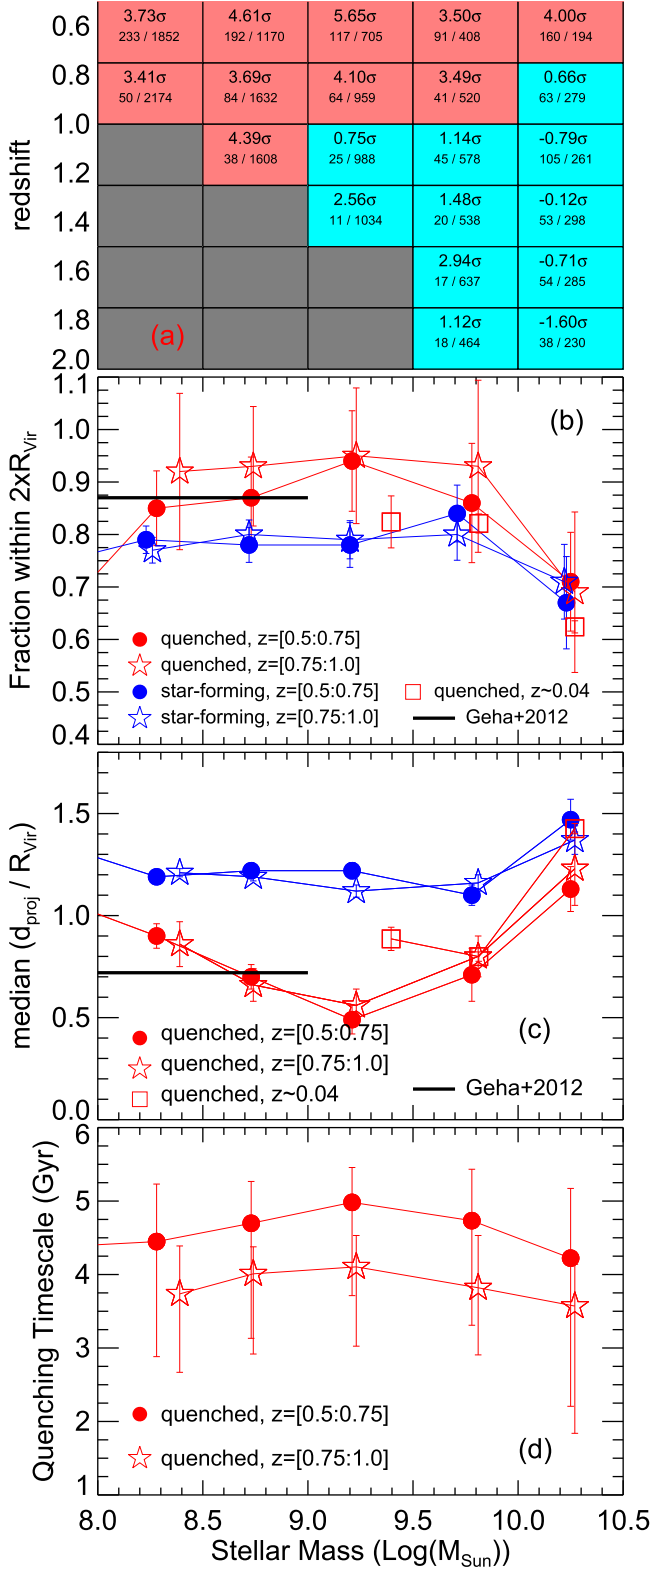 0.6 3.73σ 4.61σ 5.65σ 3.50σ 4.00σ
233 / 1852 192 / 1170 117 / 705 91 / 408 160 / 194
0.8 3.41σ 3.69σ 4.10σ 3.49σ 0.66σ
50 / 2174 84 / 1632 64 / 959 41 / 520 63 / 279
1.0 4.39σ 0.75σ 1.14σ -0.79σ
38 / 1608 25 / 988 45 / 578 105 / 261
1.2
2.56σ 1.48σ -0.12σ
1.4 11 / 1034 20 / 538 53 / 298
2.94σ -0.71σ
1.6 17 / 637 54 / 285
1.8 1.12σ -1.60σ
(a) 18 / 464 38 / 230
2.0
redshift
1.1
1.0 (b)
0.9
0.8
0.7
0.6 quenched, z=[0.5:0.75]
quenched, z=[0.75:1.0]
0.5 star-forming, z=[0.5:0.75] quenched, z~0.04
0.4 star-forming, z=[0.75:1.0] Geha+2012
Fraction within 2xR_Vir
1.5
1.0
0.5 (c)
quenched, z=[0.5:0.75]
quenched, z=[0.75:1.0]
quenched, z~0.04 Geha+2012
0.0
median (d_proj / R_Vir)
6
5
4
3
2 quenched, z=[0.5:0.75]
quenched, z=[0.75:1.0] (d)
1
Quenching Timescale (Gyr)
8.0 8.5 9.0 9.5 10.0 10.5
Stellar Mass (Log(M_Sun))